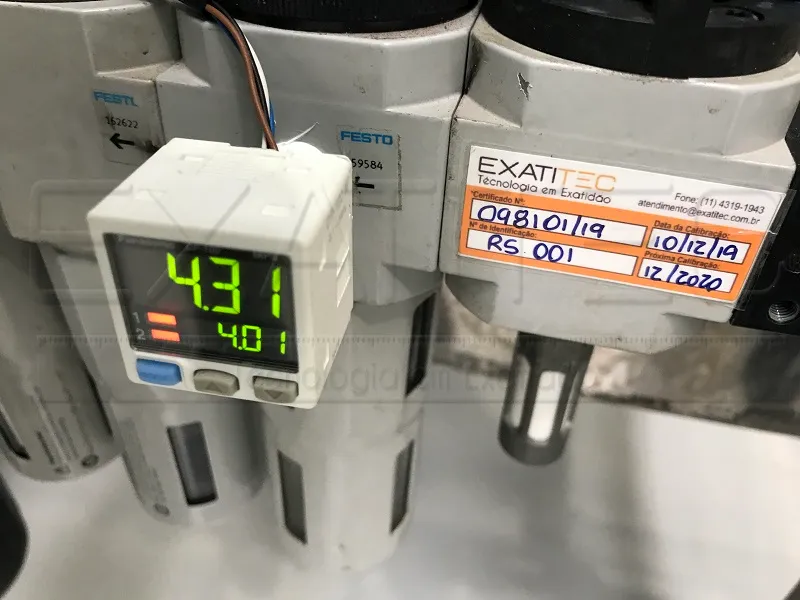 FESTO
162622
FESTO
59584
4.31
1
2
4.01
EXATITEC
Tecnologia em Exatidão
Fone: (11) 4319-1943
atendimento@exatitec.com.br
Certificado Nº:
098101/19
Data da Calibração:
10/12/19
Nº de Identificação:
RS 001
Próxima Calibração:
12/2020